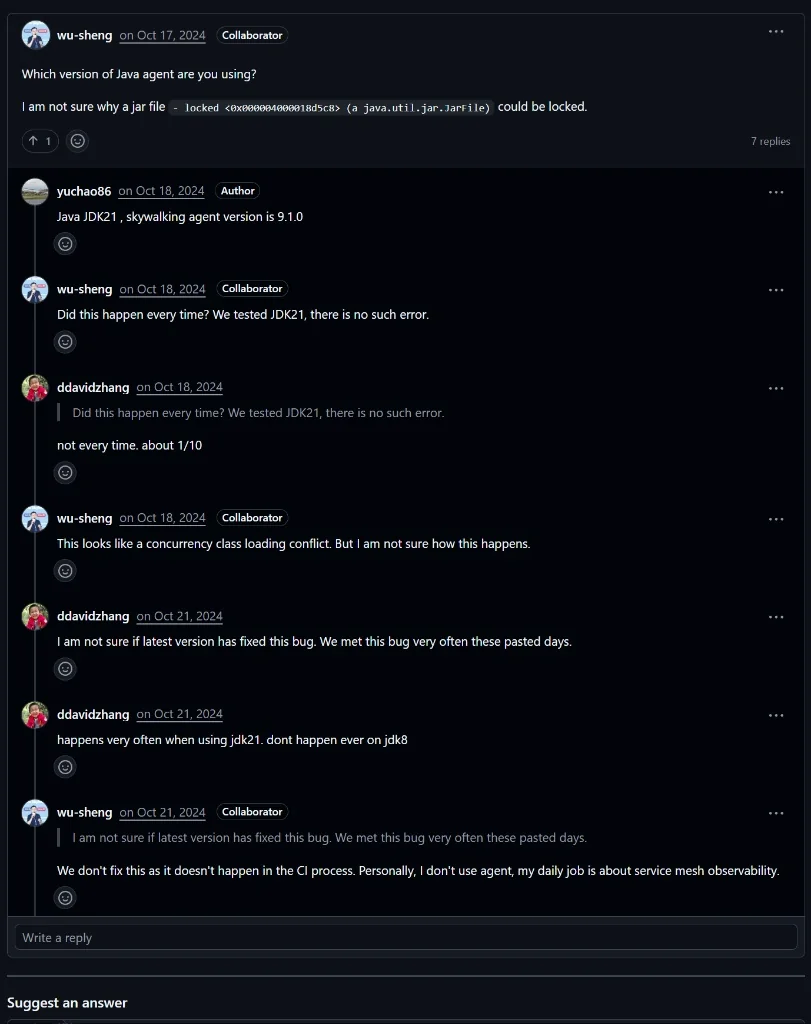 wu-sheng on Oct 17, 2024 Collaborator
Which version of Java agent are you using?
I am not sure why a jar file - locked <0x000004000018d5c8> (a java.util.jar.JarFile) could be locked.
1
7 replies
yuchao86 on Oct 18, 2024 Author
Java JDK21 , skywalking agent version is 9.1.0
wu-sheng on Oct 18, 2024 Collaborator
Did this happen every time? We tested JDK21, there is no such error.
ddavidzhang on Oct 18, 2024
Did this happen every time? We tested JDK21, there is no such error.
not every time. about 1/10
wu-sheng on Oct 18, 2024 Collaborator
This looks like a concurrency class loading conflict. But I am not sure how this happens.
ddavidzhang on Oct 21, 2024
I am not sure if latest version has fixed this bug. We met this bug very often these pasted days.
ddavidzhang on Oct 21, 2024
happens very often when using jdk21. dont happen ever on jdk8
wu-sheng on Oct 21, 2024 Collaborator
I am not sure if latest version has fixed this bug. We met this bug very often these pasted days.
We don't fix this as it doesn't happen in the CI process. Personally, I don't use agent, my daily job is about service mesh observability.
Write a reply
Suggest an answer